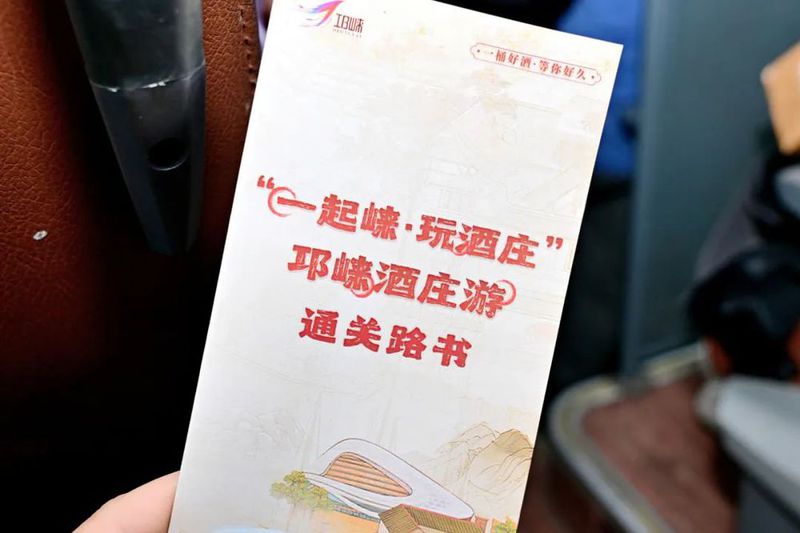 邛崃
一桶好酒·等你好久
“一起崃·玩酒庄”
邛崃酒庄游
通关路书